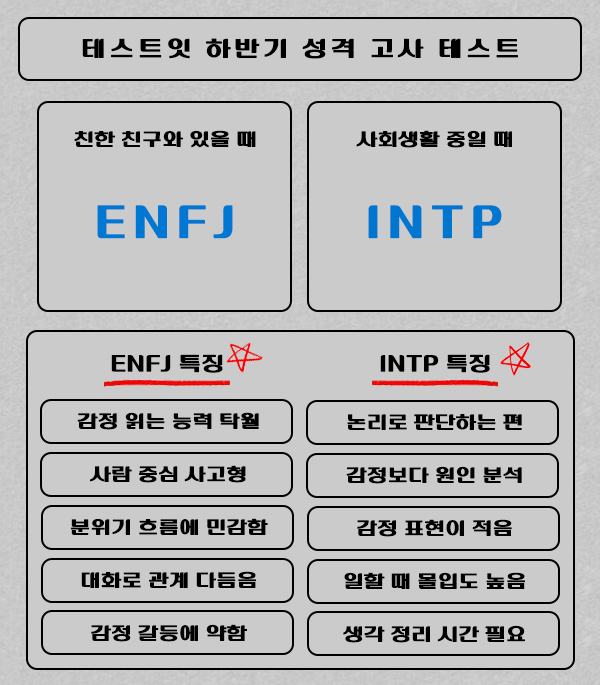 테스트잇 하반기 성격 고사 테스트
친한 친구와 있을 때
사회생활 중일 때
ENFJ
INTP
ENFJ 특징
INTP 특징
감정 읽는 능력 탁월
논리로 판단하는 편
사람 중심 사고형
감정보다 원인 분석
분위기 흐름에 민감함
감정 표현이 적음
대화로 관계 다듬음
일할 때 몰입도 높음
감정 갈등에 약함
생각 정리 시간 필요